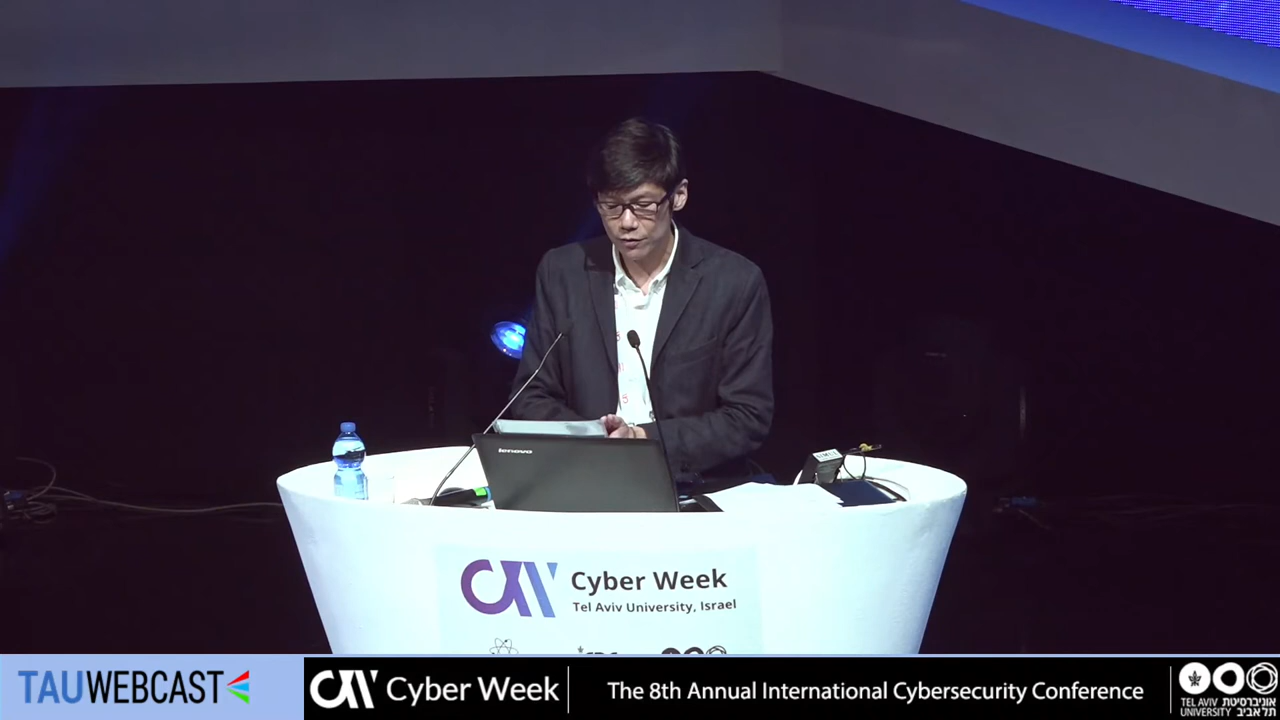 lenovo
Cyber Week
Tel Aviv University, Israel
TAUWEBCAST
Cyber Week
The 8th Annual International Cybersecurity Conference
TEL AVIV אוניברסיטת
UNIVERSITY תל אביב